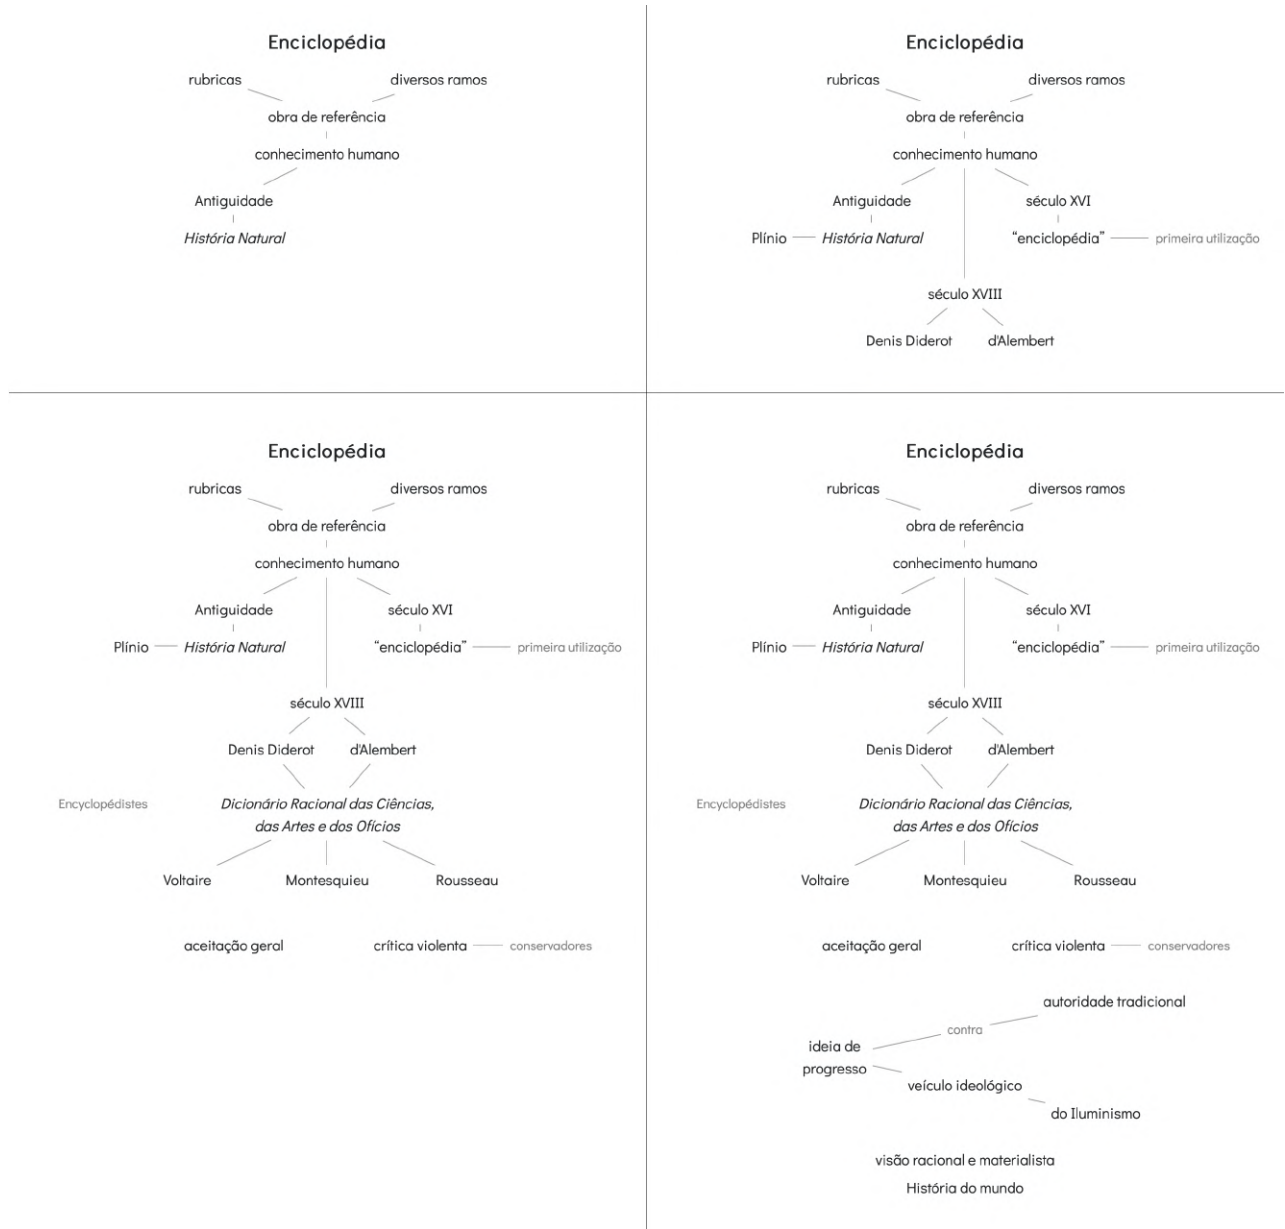 Enciclopédia
rubricas diversos ramos
obra de referência
conhecimento humano
Antiguidade
História Natural
Enciclopédia
rubricas diversos ramos
obra de referência
conhecimento humano
Antiguidade século XVI
Plínio História Natural “enciclopédia” primeira utilização
século XVIII
Denis Diderot d'Alembert
Enciclopédia
rubricas diversos ramos
obra de referência
conhecimento humano
Antiguidade século XVI
Plínio História Natural “enciclopédia” primeira utilização
século XVIII
Denis Diderot d'Alembert
Encyclopédistes Dicionário Racional das Ciências,
das Artes e dos Ofícios
Voltaire Montesquieu Rousseau
aceitação geral crítica violenta conservadores
Enciclopédia
rubricas diversos ramos
obra de referência
conhecimento humano
Antiguidade século XVI
Plínio História Natural “enciclopédia” primeira utilização
século XVIII
Denis Diderot d'Alembert
Encyclopédistes Dicionário Racional das Ciências,
das Artes e dos Ofícios
Voltaire Montesquieu Rousseau
aceitação geral crítica violenta conservadores
autoridade tradicional
contra
ideia de
progresso
veículo ideológico
do Iluminismo
visão racional e materialista
História do mundo